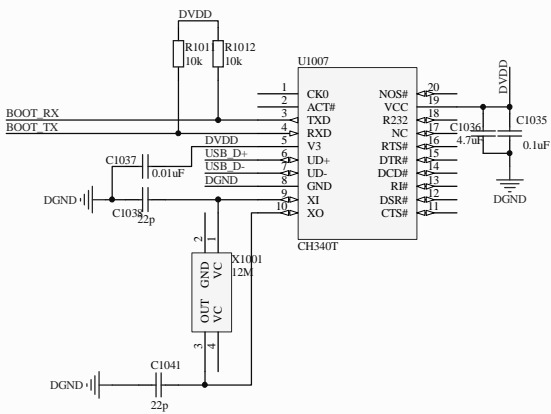 DVDD
R1011 R1012
10k 10k
U1007
DVDD
1 CK0 NOS# 20
2 ACT# VCC 19
BOOT_RX 3 TXD R232 18
BOOT_TX 4 RXD NC 17
C1036 C1035
4.7uF 0.1uF
DVDD 5 V3 RTS# 16
C1037 USB_D+ 6 UD+ DTR# 15
0.01uF USB_D- 7 UD- DCD# 14
DGND 8 GND RI# 13
DGND 9 XI DSR# 12
C1038 10 XO CTS# 11
22p
DGND
CH340T
2 1
GND VC
X1001
12M
OUT VC
3 4
C1041
DGND
22p